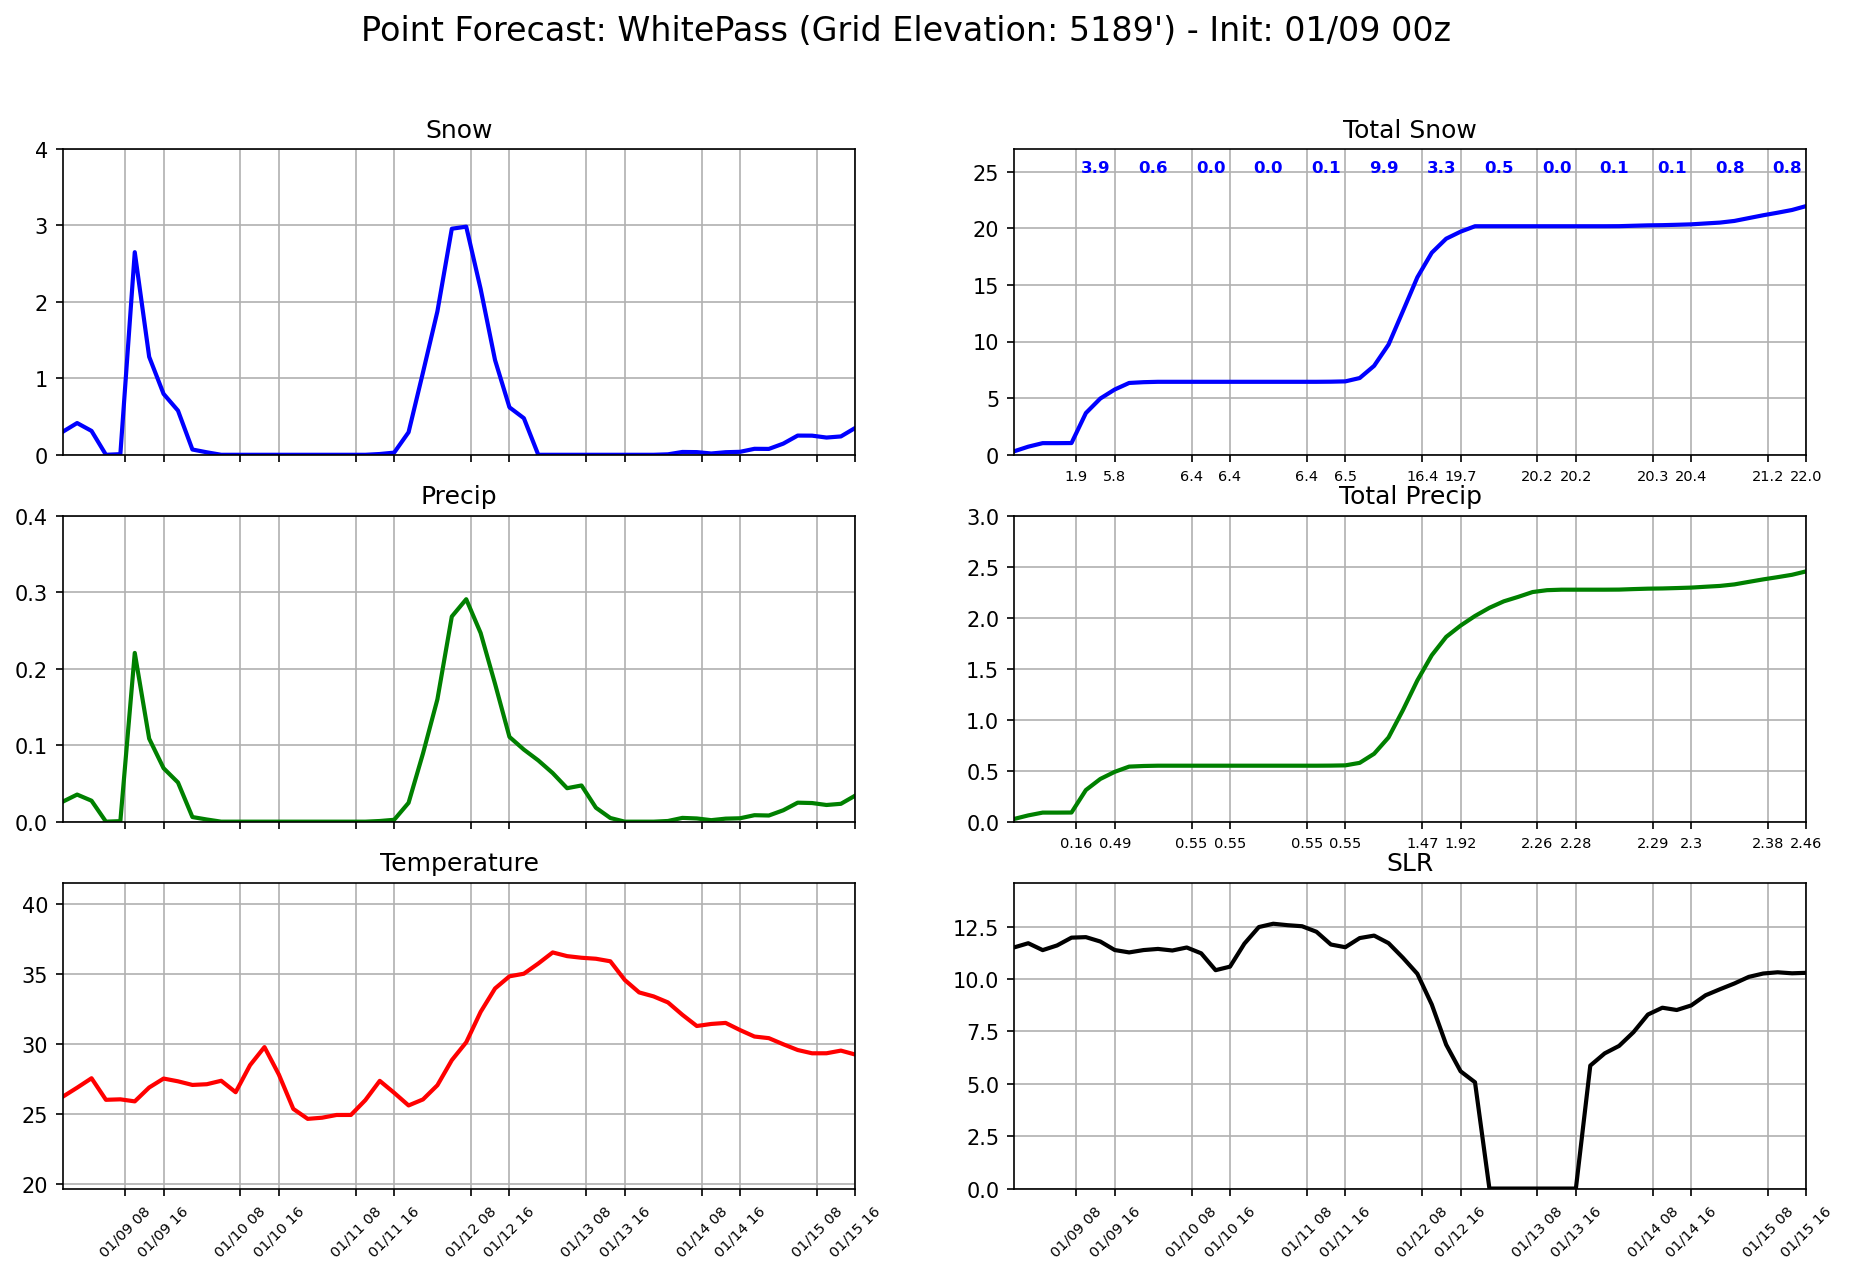 Point Forecast: WhitePass (Grid Elevation: 5189') - Init: 01/09 00z
Snow
4
3
2
1
0
Total Snow
3.9 0.6 0.0 0.0 0.1 9.9 3.3 0.5 0.0 0.1 0.1 0.8 0.8
25
20
15
10
5
0
1.9 5.8 6.4 6.4 6.4 6.5 16.4 19.7 20.2 20.2 20.3 20.4 21.2 22.0
Precip
0.4
0.3
0.2
0.1
0.0
Total Precip
3.0
2.5
2.0
1.5
1.0
0.5
0.0
0.16 0.49 0.55 0.55 0.55 0.55 1.47 1.92 2.26 2.28 2.29 2.3 2.38 2.46
Temperature
40
35
30
25
20
01/09 08 01/09 16 01/10 08 01/10 16 01/11 08 01/11 16 01/12 08 01/12 16 01/13 08 01/13 16 01/14 08 01/14 16 01/15 08 01/15 16
SLR
12.5
10.0
7.5
5.0
2.5
0.0
01/09 08 01/09 16 01/10 08 01/10 16 01/11 08 01/11 16 01/12 08 01/12 16 01/13 08 01/13 16 01/14 08 01/14 16 01/15 08 01/15 16